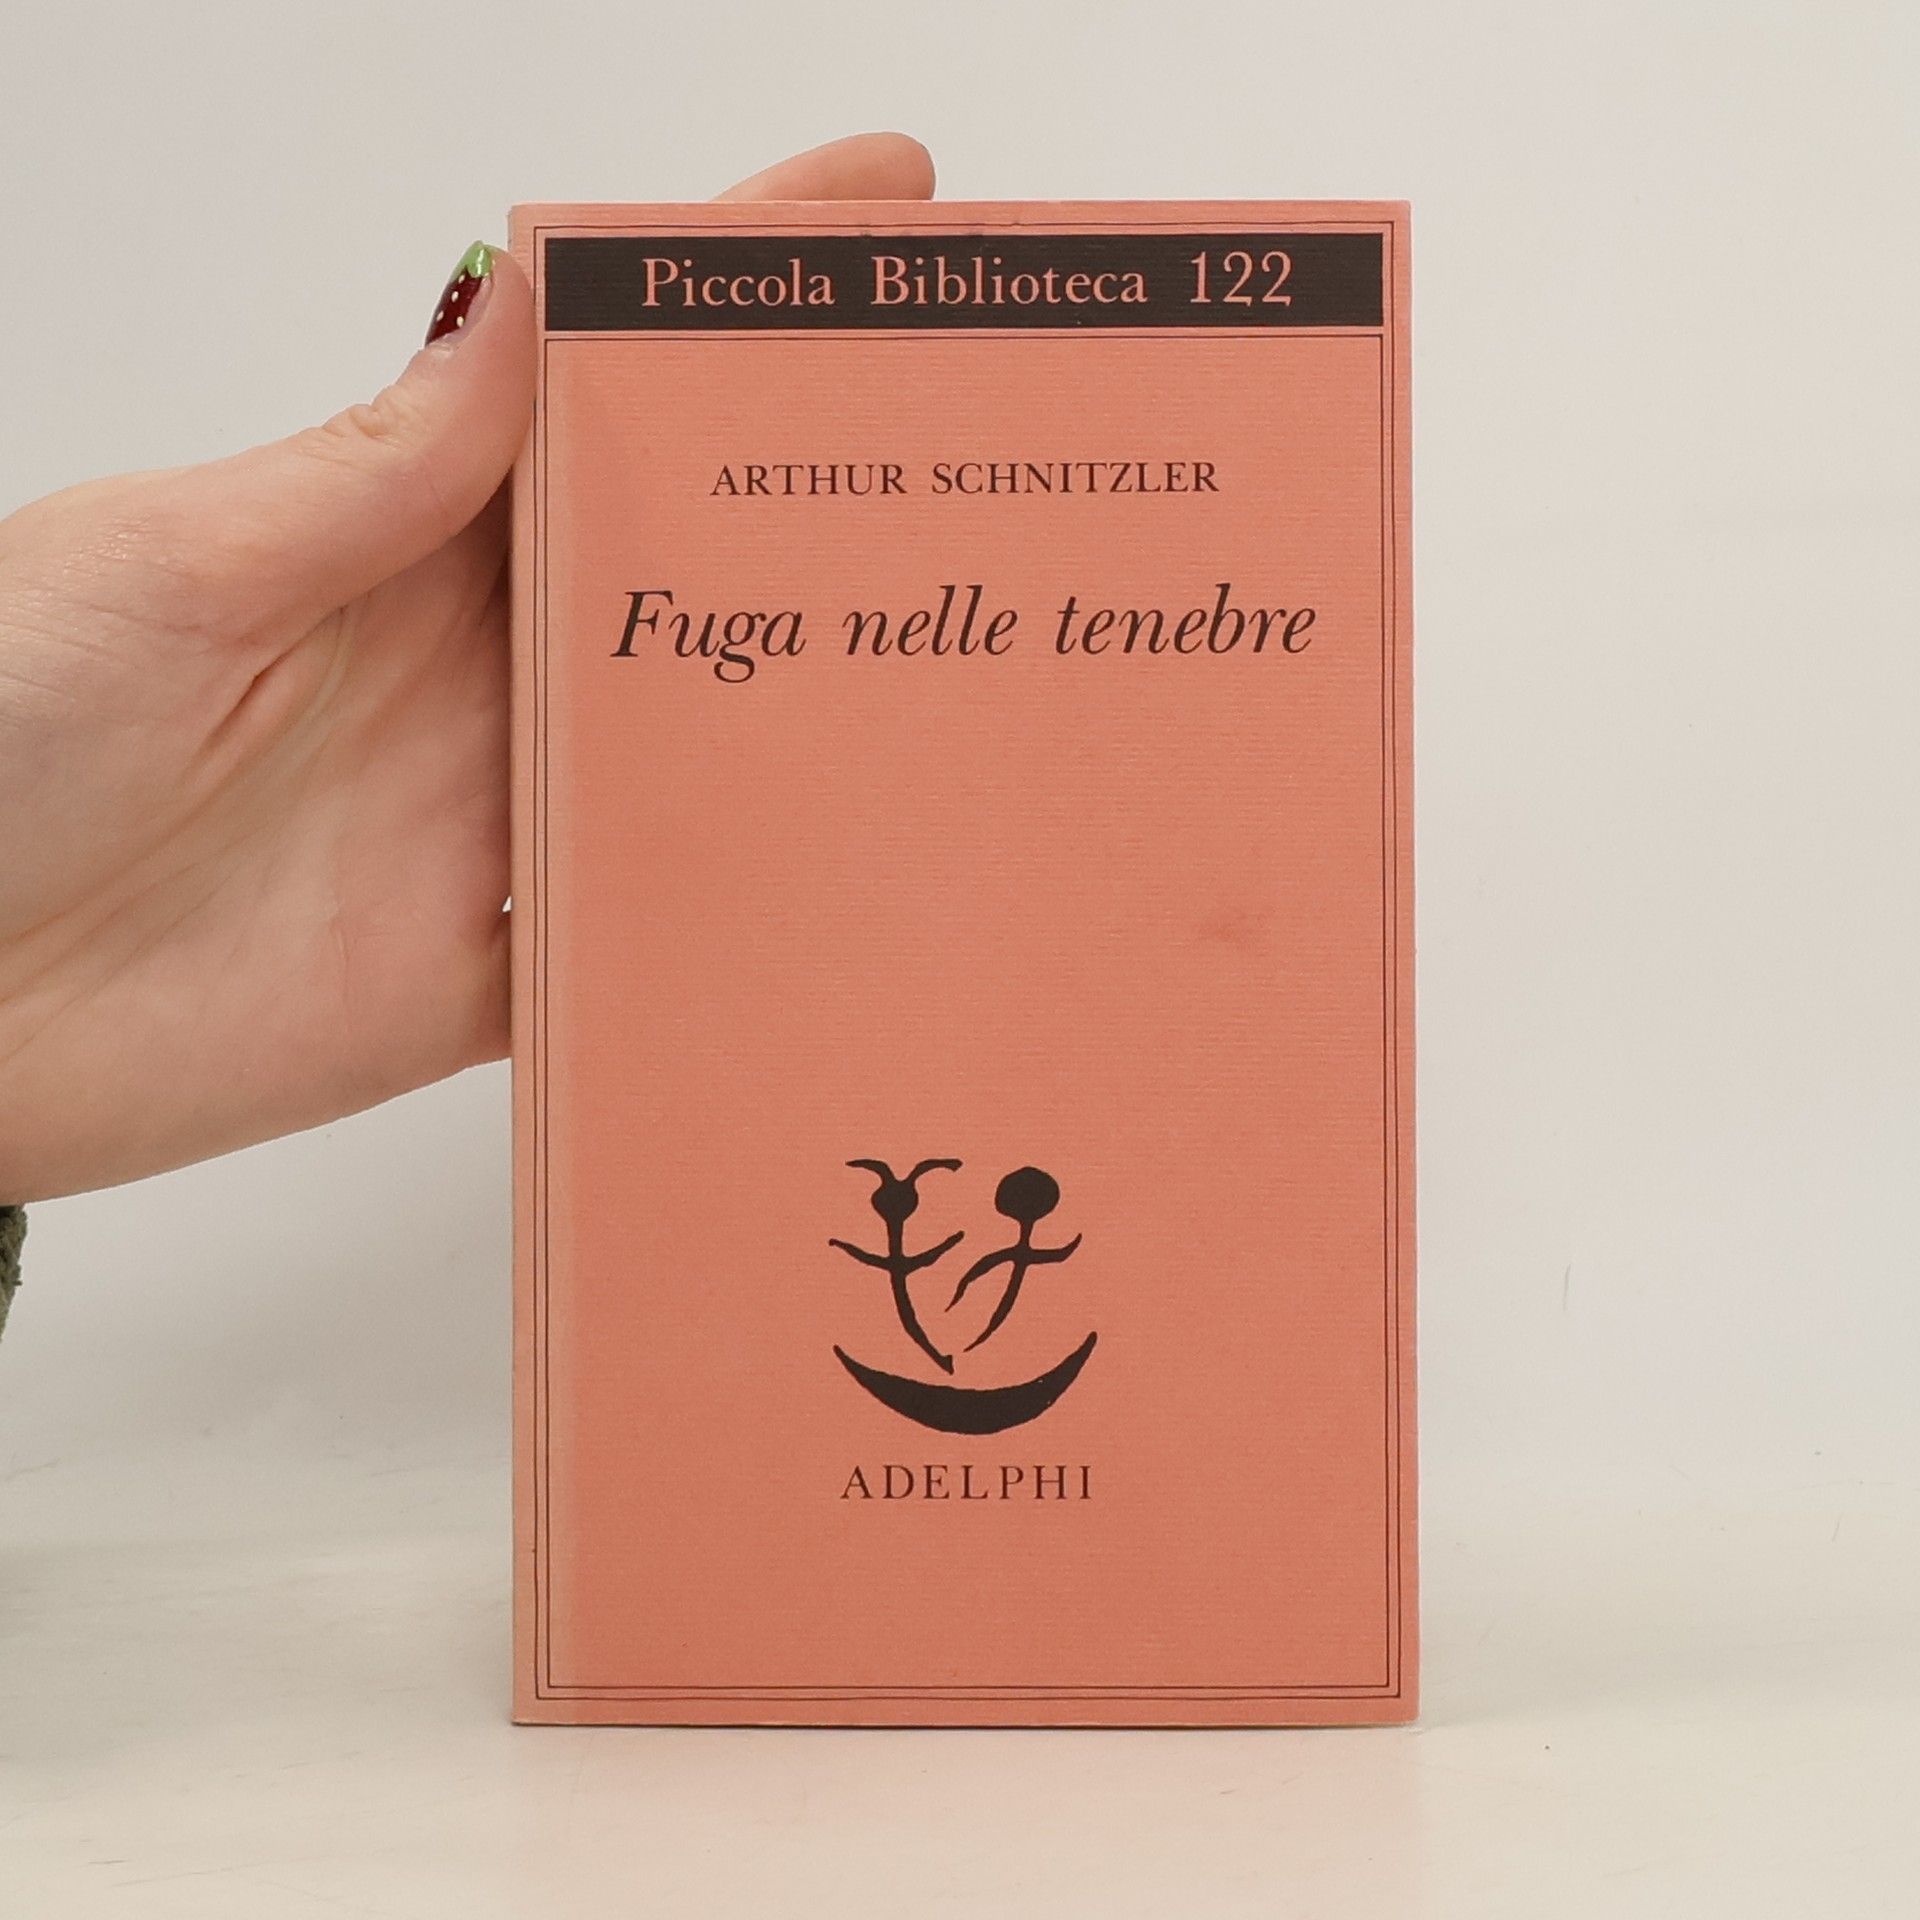 Piccola Biblioteca 122
ARTHUR SCHNITZLER
Fuga nelle tenebre
ADELPHI